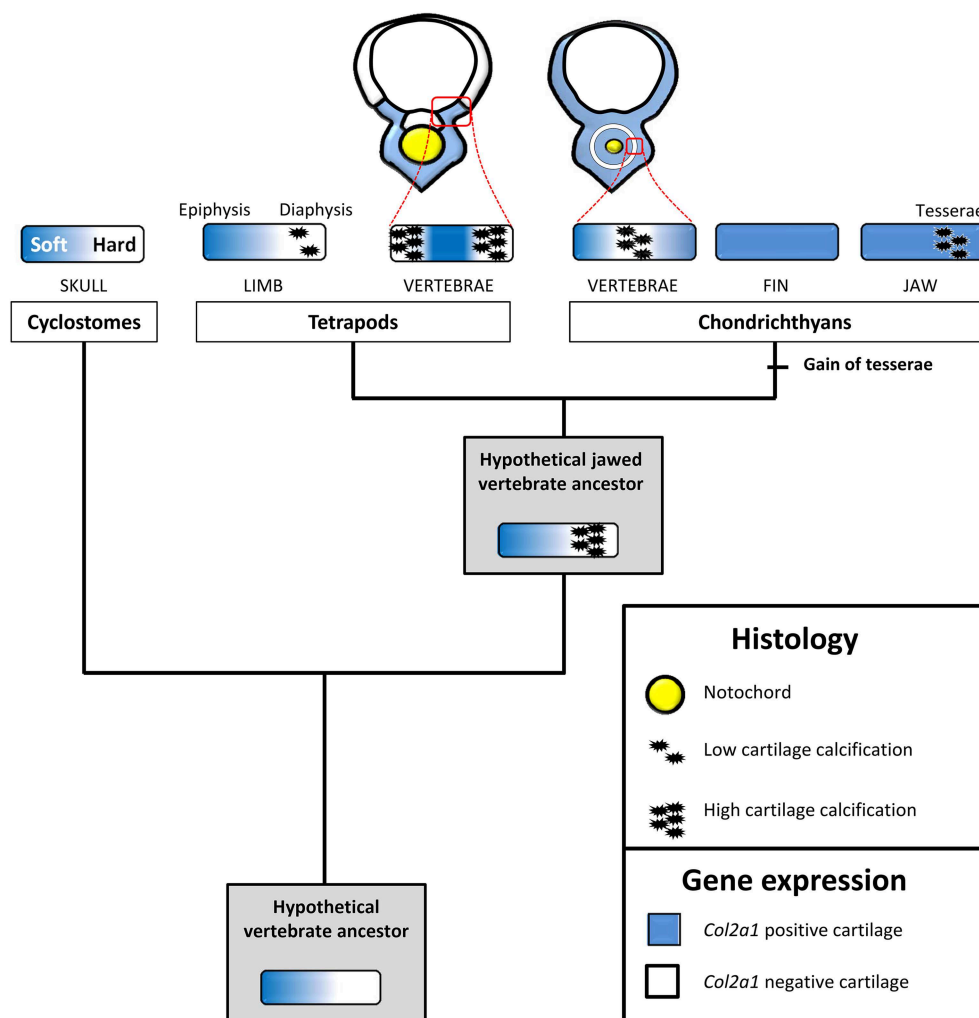 Epiphysis Diaphysis Tesserae
Soft Hard
SKULL LIMB VERTEBRAE VERTEBRAE FIN JAW
Cyclostomes Tetrapods Chondrichthyans
Gain of tesserae
Hypothetical jawed
vertebrate ancestor
Histology
Notochord
Low cartilage calcification
High cartilage calcification
Gene expression
Hypothetical
vertebrate ancestor
Col2a1 positive cartilage
Col2a1 negative cartilage